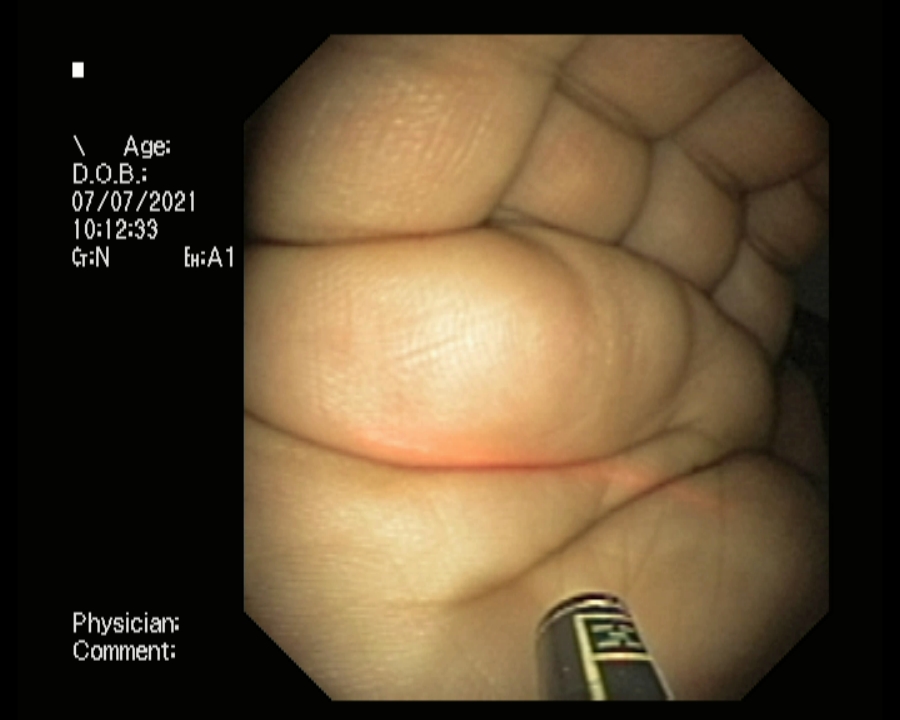 \ Age:
D.O.B.:
07/07/2021
10:12:33
Cr:N EH:A1
Physician:
Comment: